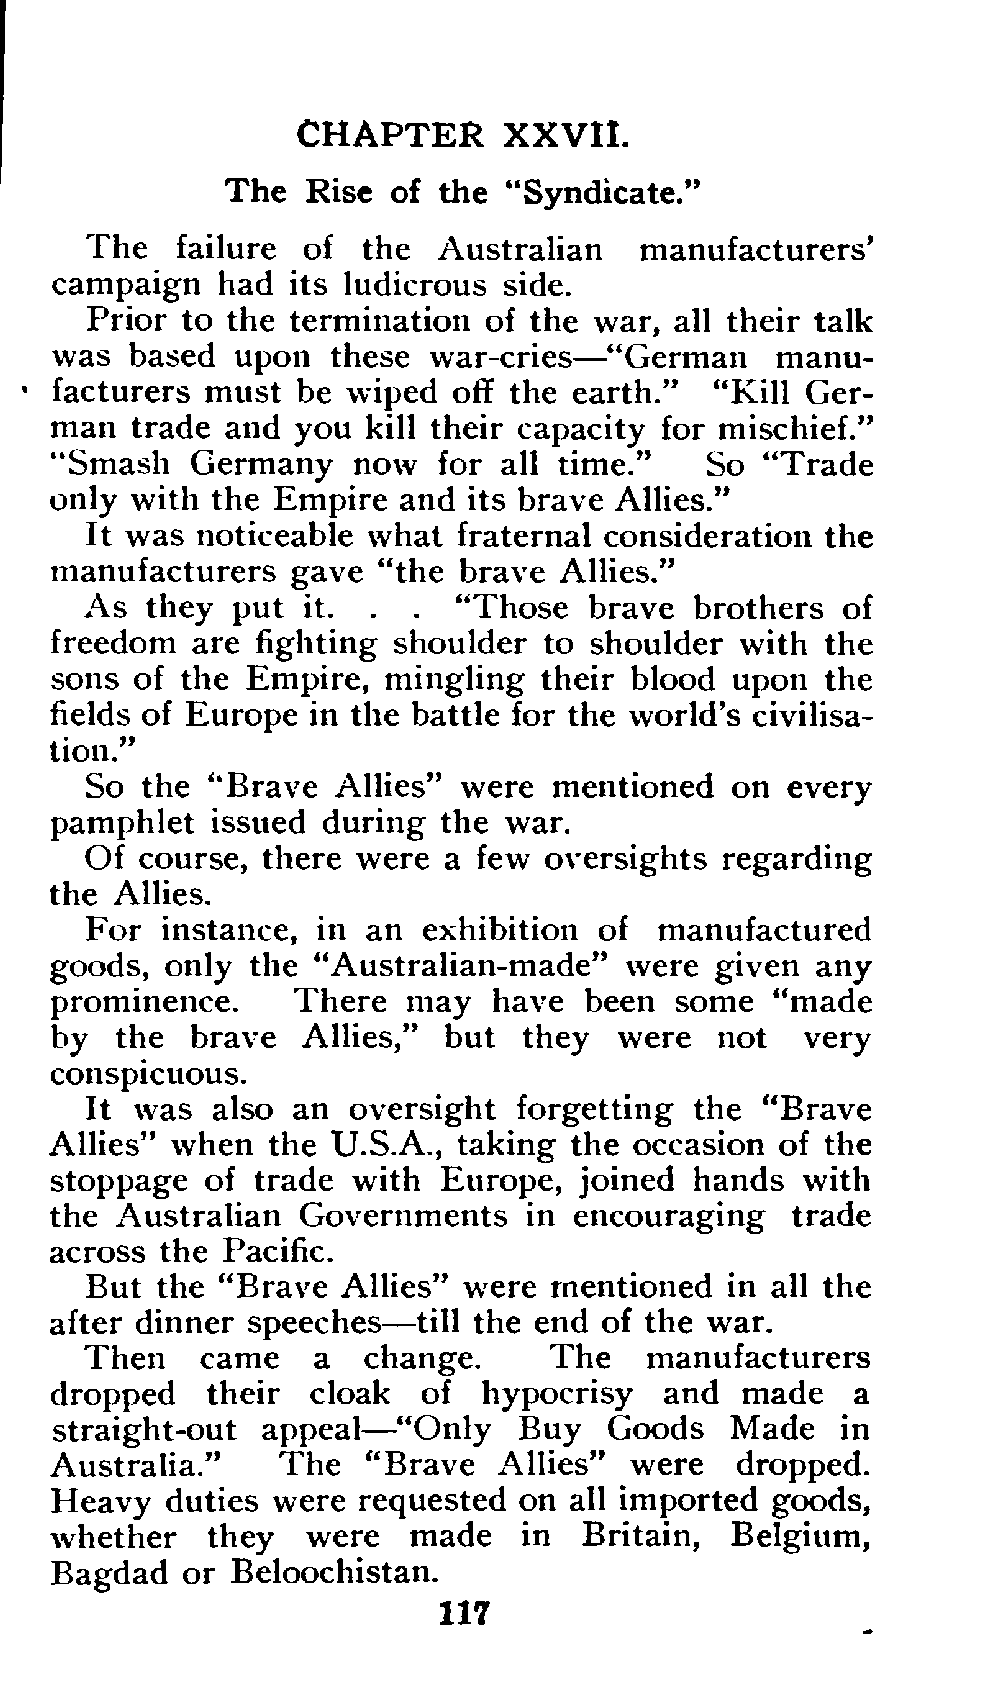 CHAPTER XXVII.
The Rise of the “Syndicate.”
The failure of the Australian manufacturers’
campaign had its ludicrous side.
Prior to the termination of the war, all their talk
was based upon these war-cries—“German manu-
facturers must be wiped off the earth.” “Kill Ger-
man trade and you kill their capacity for mischief.”
“Smash Germany now for all time.” So “Trade
only with the Empire and its brave Allies.”
It was noticeable what fraternal consideration the
manufacturers gave “the brave Allies.”
As they put it. . . “Those brave brothers of
freedom are fighting shoulder to shoulder with the
sons of the Empire, mingling their blood upon the
fields of Europe in the battle for the world’s civilisa-
tion.”
So the “Brave Allies” were mentioned on every
pamphlet issued during the war.
Of course, there were a few oversights regarding
the Allies.
For instance, in an exhibition of manufactured
goods, only the “Australian-made” were given any
prominence. There may have been some “made
by the brave Allies,” but they were not very
conspicuous.
It was also an oversight forgetting the “Brave
Allies” when the U.S.A., taking the occasion of the
stoppage of trade with Europe, joined hands with
the Australian Governments in encouraging trade
across the Pacific.
But the “Brave Allies” were mentioned in all the
after dinner speeches—till the end of the war.
Then came a change. The manufacturers
dropped their cloak of hypocrisy and made a
straight-out appeal—“Only Buy Goods Made in
Australia.” The “Brave Allies” were dropped.
Heavy duties were requested on all imported goods,
whether they were made in Britain, Belgium,
Bagdad or Beloochistan.
117